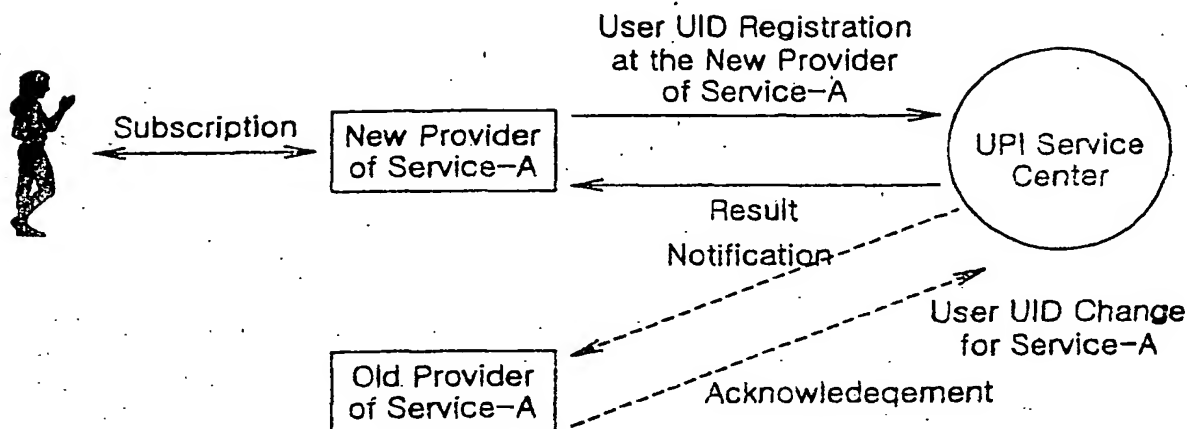 User UID Registration
at the New Provider
of Service-A
Subscription
New Provider
of Service-A
UPI Service
Center
Result
Notification
User UID Change
for Service-A
Old Provider
of Service-A
Acknowledeqement